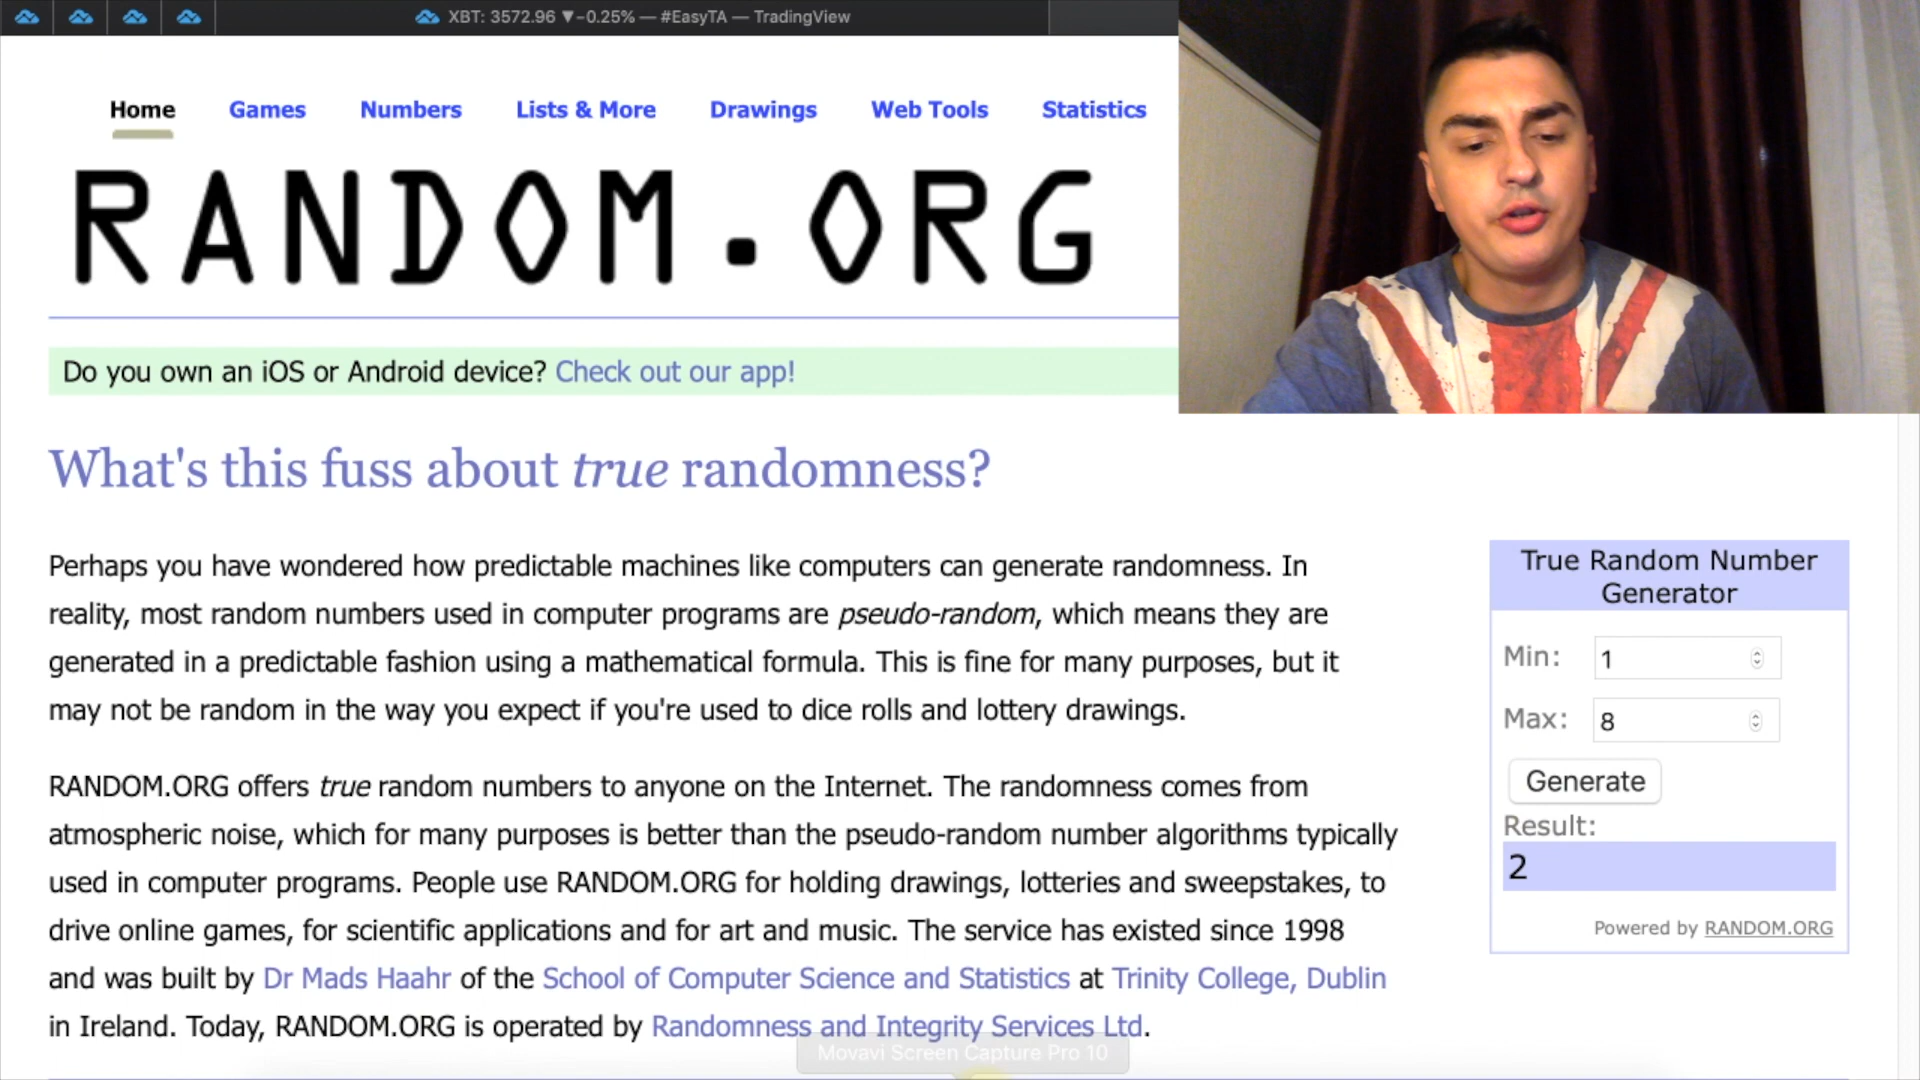 XBT: 3572.96 ▼−0.25% — #EasyTA — TradingView
Home Games Numbers Lists & More Drawings Web Tools Statistics
RANDOM.ORG
Do you own an iOS or Android device? Check out our app!
What's this fuss about true randomness?
Perhaps you have wondered how predictable machines like computers can generate randomness. In
reality, most random numbers used in computer programs are pseudo-random, which means they are
generated in a predictable fashion using a mathematical formula. This is fine for many purposes, but it
may not be random in the way you expect if you're used to dice rolls and lottery drawings.
RANDOM.ORG offers true random numbers to anyone on the Internet. The randomness comes from
atmospheric noise, which for many purposes is better than the pseudo-random number algorithms typically
used in computer programs. People use RANDOM.ORG for holding drawings, lotteries and sweepstakes, to
drive online games, for scientific applications and for art and music. The service has existed since 1998
and was built by Dr Mads Haahr of the School of Computer Science and Statistics at Trinity College, Dublin
in Ireland. Today, RANDOM.ORG is operated by Randomness and Integrity Services Ltd.
True Random Number
Generator
Min: 1
Max: 8
Generate
Result:
2
Powered by RANDOM.ORG
Movavi Screen Capture Pro 10